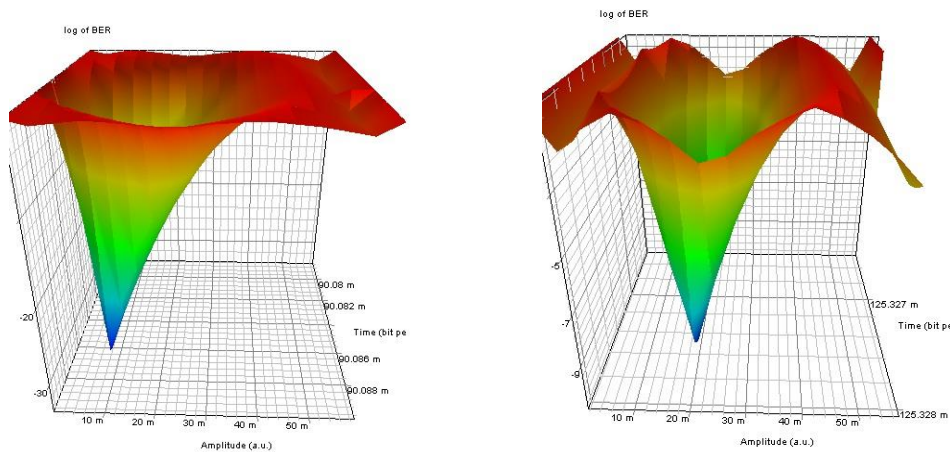 log of BER
-20
-30
10 m 20 m 30 m 40 m 50 m
Amplitude (a.u.)
90.08 m
90.082 m
Time (bit pe
90.086 m
90.088 m
log of BER
-5
-7
-9
10 m 20 m 30 m 40 m 50 m
Amplitude (a.u.)
125.327 m
Time (bit pe
125.328 m